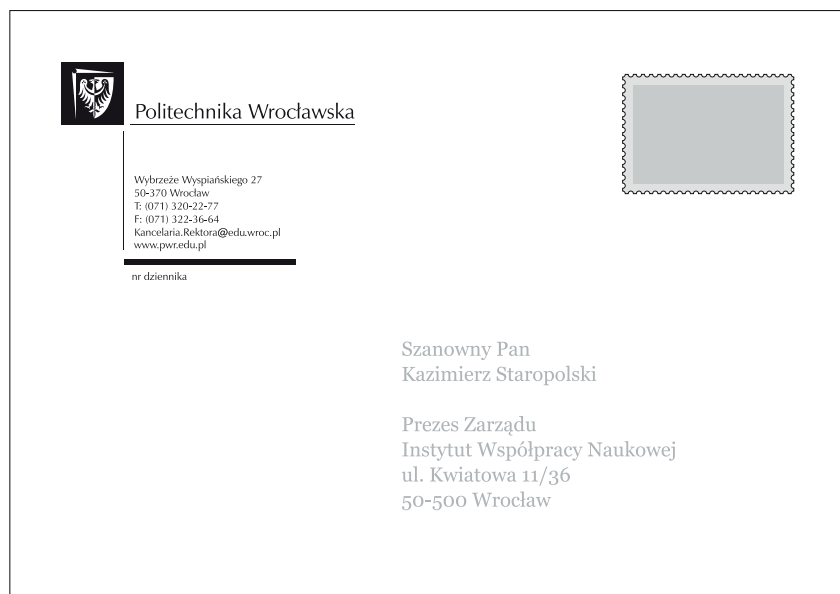 Politechnika Wrocławska
Wybrzeże Wyspiańskiego 27
50-370 Wrocław
T: (071) 320-22-77
F: (071) 322-36-64
Kancelaria.Rektora@edu.wroc.pl
www.pwr.edu.pl
nr dziennika
Szanowny Pan
Kazimierz Staropolski
Prezes Zarządu
Instytut Współpracy Naukowej
ul. Kwiatowa 11/36
50-500 Wrocław